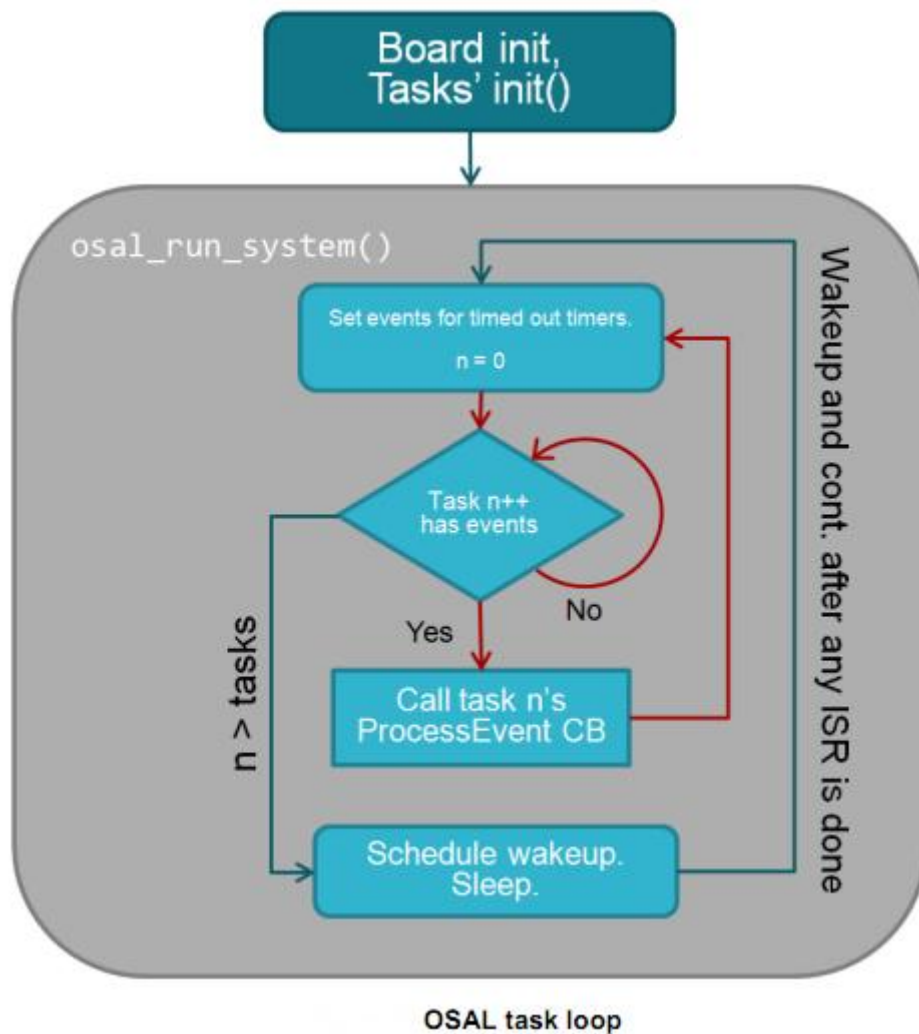 Board init,
Tasks' init()
osal_run_system()
Set events for timed out timers.
n = 0
Task n++
has events
No
Yes
Call task n's
ProcessEvent CB
n > tasks
Schedule wakeup.
Sleep.
Wakeup and cont. after any ISR is done
OSAL task loop